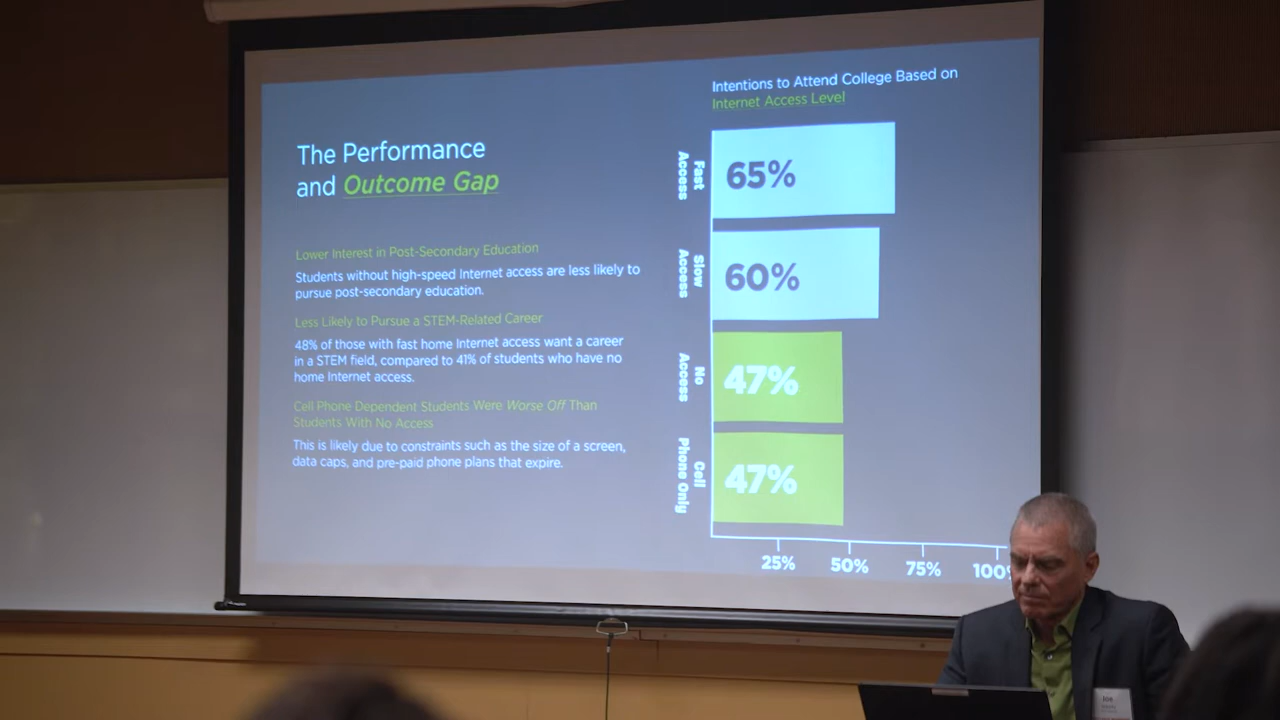 The Performance
and Outcome Gap
Lower Interest in Post-Secondary Education
Students without high-speed Internet access are less likely to
pursue post-secondary education.
Less Likely to Pursue a STEM-Related Career
48% of those with fast home Internet access want a career
in a STEM field, compared to 41% of students who have no
home Internet access.
Cell Phone Dependent Students Were Worse Off Than
Students With No Access
This is likely due to constraints such as the size of a screen,
data caps, and pre-paid phone plans that expire.
Intentions to Attend College Based on
Internet Access Level
Fast
Access
65%
Slow
Access
60%
No
Access
47%
Cell
Phone Only
47%
25% 50% 75% 100%
Joe